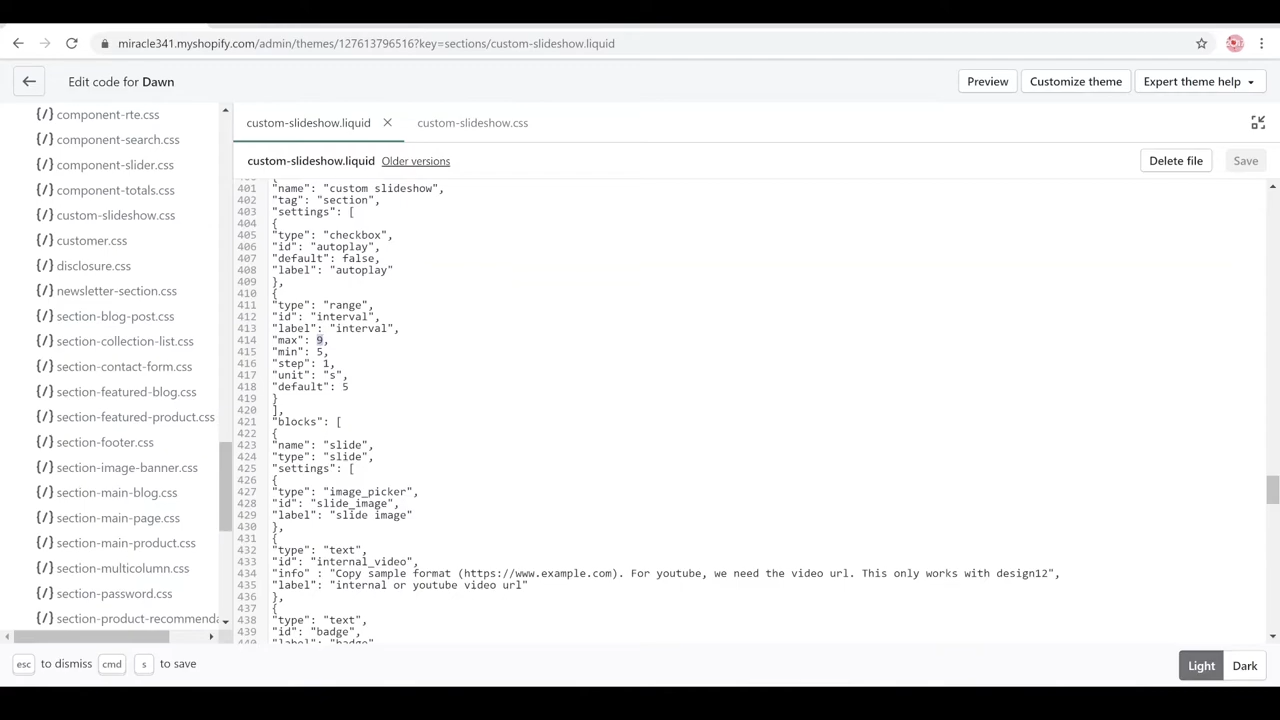 miracle341.myshopify.com/admin/themes/127613796516?key=sections/custom-slideshow.liquid
Edit code for Dawn
Preview
Customize theme
Expert theme help
{/} component-rte.css
{/} component-search.css
{/} component-slider.css
{/} component-totals.css
{/} custom-slideshow.css
{/} customer.css
{/} disclosure.css
{/} newsletter-section.css
{/} section-blog-post.css
{/} section-collection-list.css
{/} section-contact-form.css
{/} section-featured-blog.css
{/} section-featured-product.css
{/} section-footer.css
{/} section-image-banner.css
{/} section-main-blog.css
{/} section-main-page.css
{/} section-main-product.css
{/} section-multicolumn.css
{/} section-password.css
{/} section-product-recommenda
custom-slideshow.liquid
custom-slideshow.css
custom-slideshow.liquid Older versions
Delete file
Save
400 {
401 "name": "custom slideshow",
402 "tag": "section",
403 "settings": [
404 {
405 "type": "checkbox",
406 "id": "autoplay",
407 "default": false,
408 "label": "autoplay"
409 },
410 {
411 "type": "range",
412 "id": "interval",
413 "label": "interval",
414 "max": 9,
415 "min": 5,
416 "step": 1,
417 "unit": "s",
418 "default": 5
419 }
420 ],
421 "blocks": [
422 {
423 "name": "slide",
424 "type": "slide",
425 "settings": [
426 {
427 "type": "image_picker",
428 "id": "slide_image",
429 "label": "slide image"
430 },
431 {
432 "type": "text",
433 "id": "internal_video",
434 "info" : "Copy sample format (https://www.example.com). For youtube, we need the video url. This only works with design12",
435 "label": "internal or youtube video url"
436 },
437 {
438 "type": "text",
439 "id": "badge",
440 "label": "badge"
esc to dismiss cmd s to save
Light
Dark